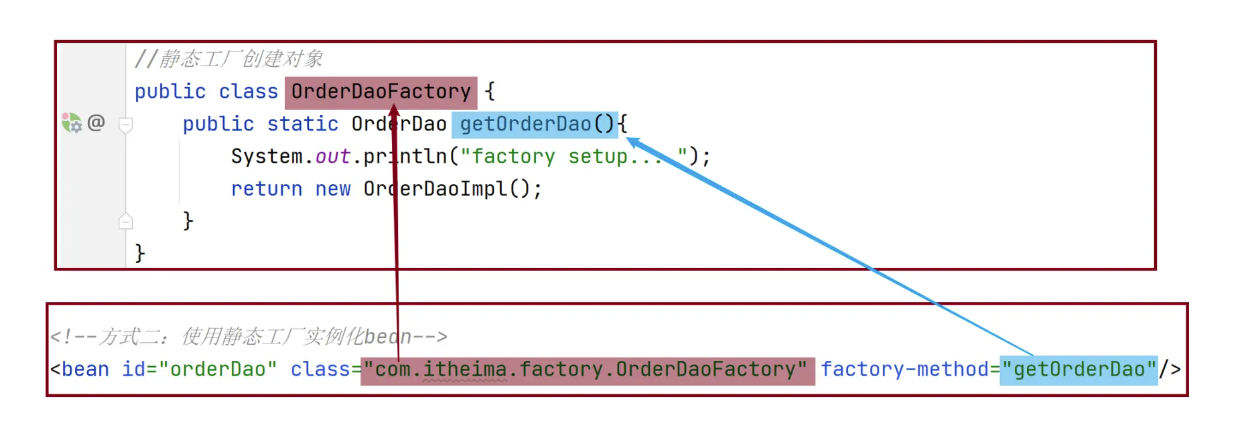 //静态工厂创建对象
public class OrderDaoFactory {
@ public static OrderDao getOrderDao(){
System.out.println("factory setup... ");
return new OrderDaoImpl();
}
}
<!--方式二：使用静态工厂实例化bean-->
<bean id="orderDao" class="com.itheima.factory.OrderDaoFactory" factory-method="getOrderDao"/>